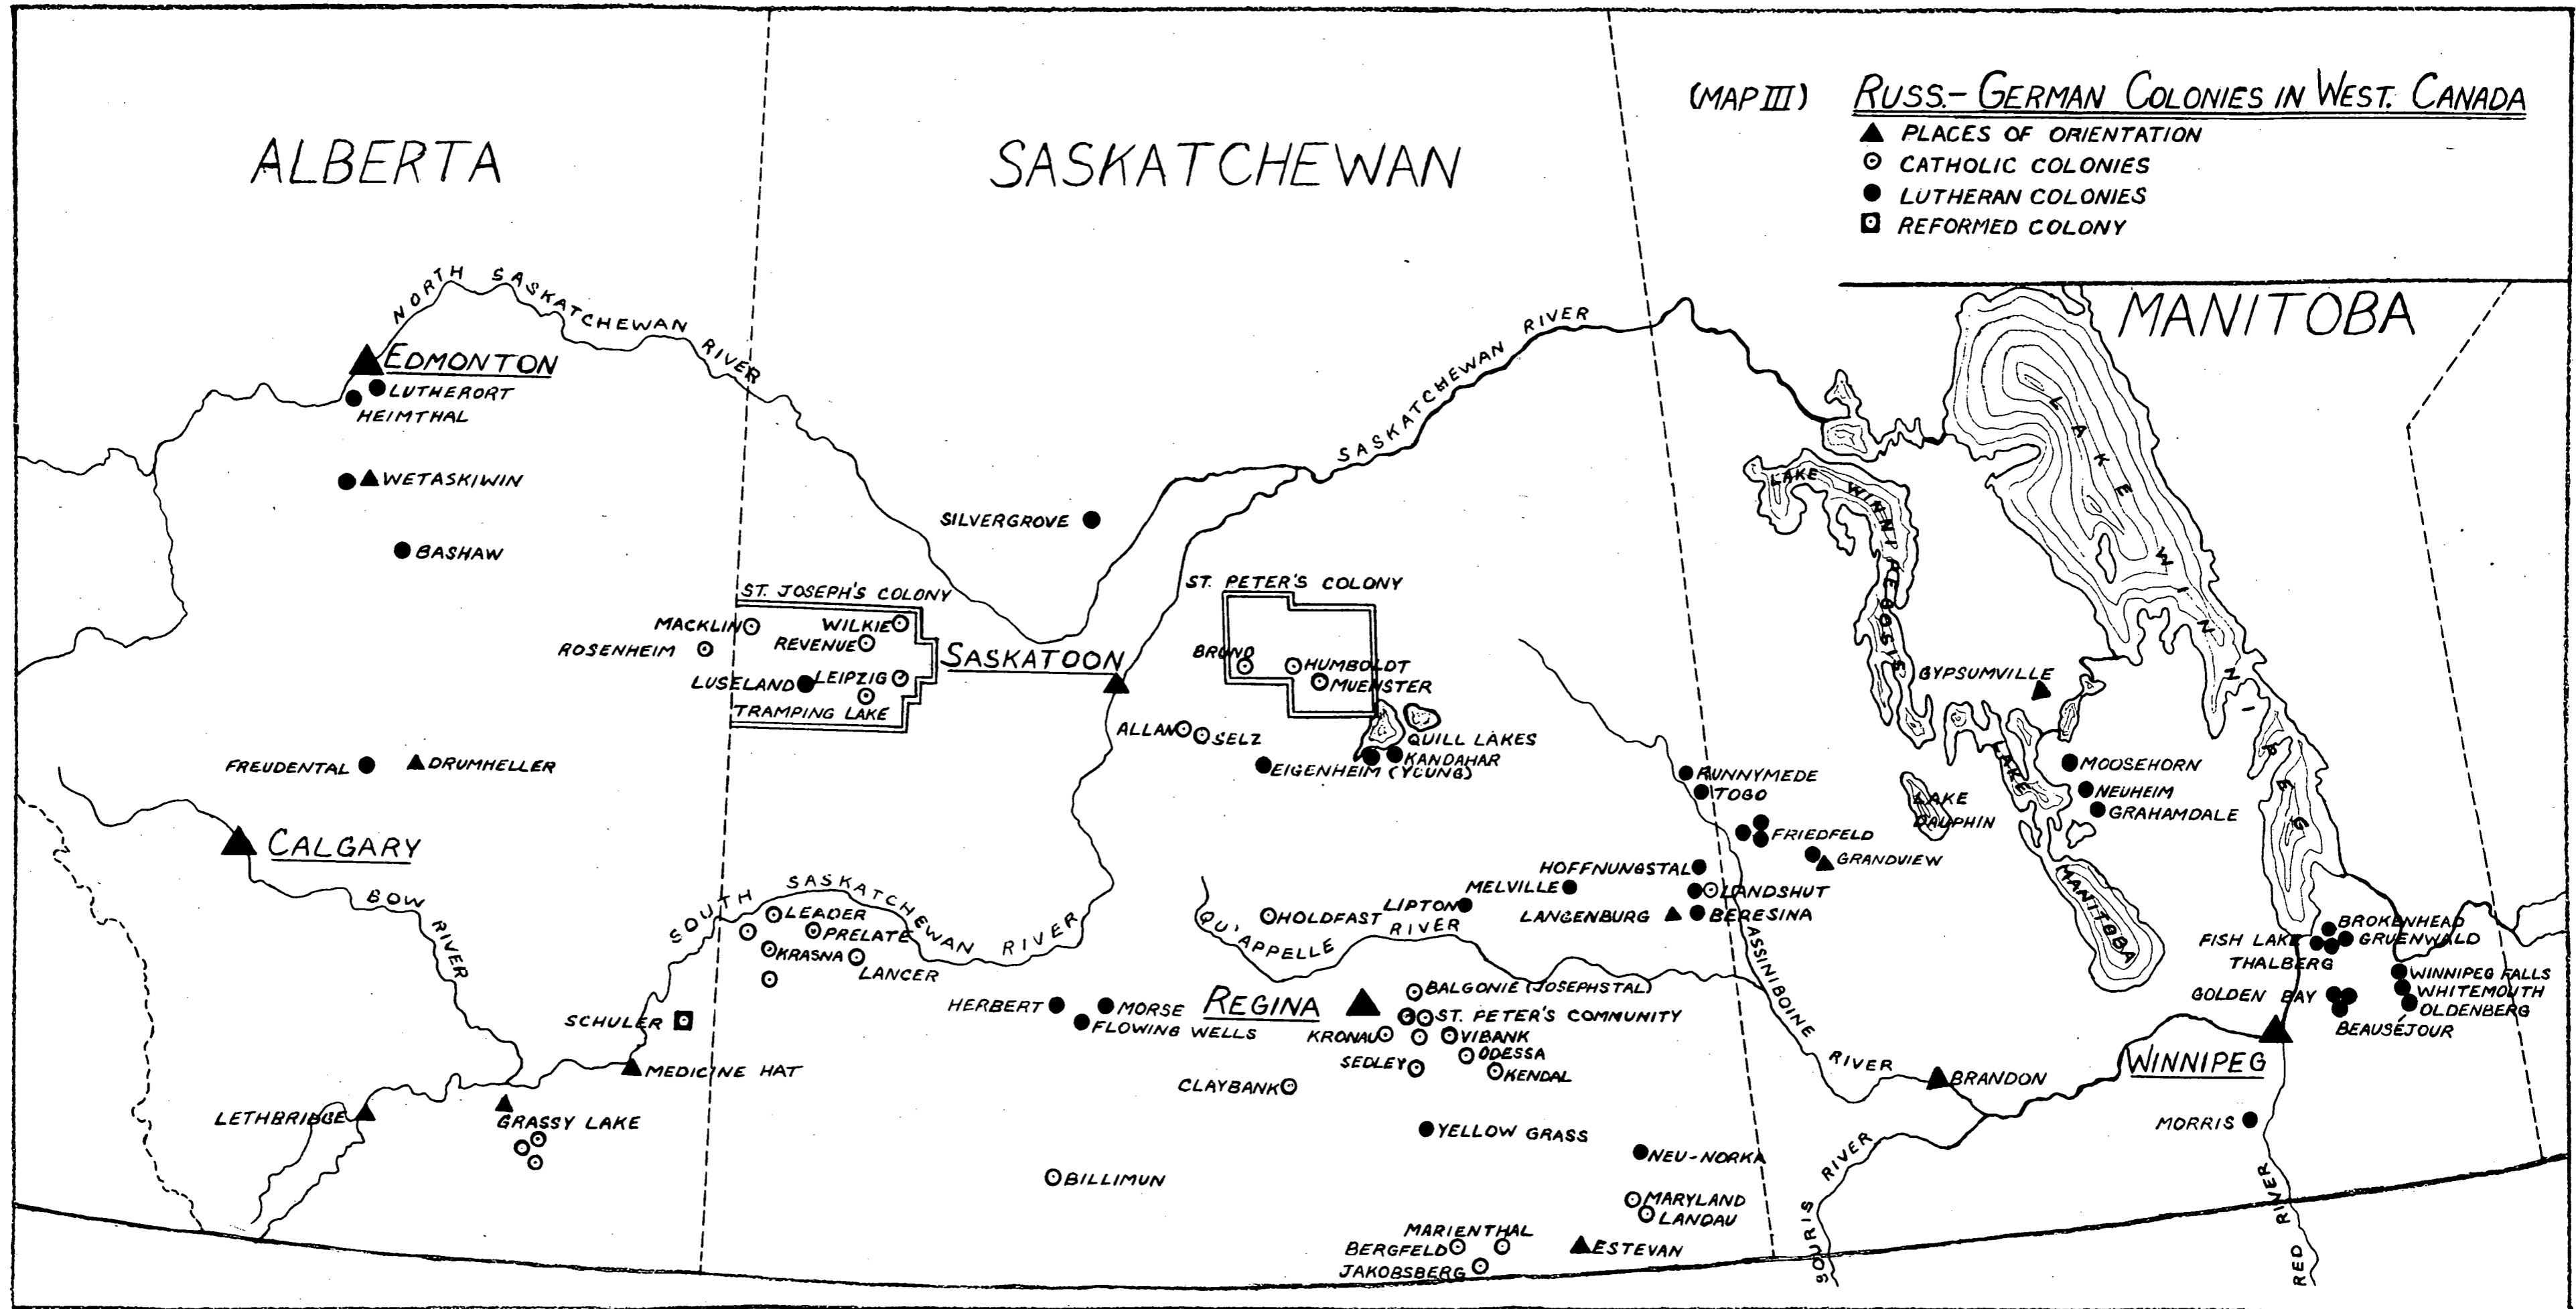 (MAP III) RUSS.- GERMAN COLONIES IN WEST. CANADA
PLACES OF ORIENTATION
CATHOLIC COLONIES
LUTHERAN COLONIES
REFORMED COLONY
ALBERTA
SASKATCHEWAN
MANITOBA
NORTH SASKATCHEWAN RIVER
EDMONTON
LUTHERORT
HEIMTHAL
WETASKIWIN
BASHAW
SILVERGROVE
SASKATCHEWAN RIVER
LAKE WINNIPEG
LAKE WINNIPEGOSIS
ST. JOSEPH'S COLONY
MACKLIN
WILKIE
REVENUE
ROSENHEIM
LUSELAND
LEIPZIG
TRAMPING LAKE
SASKATOON
ST. PETER'S COLONY
BRUNO
HUMBOLDT
MUENSTER
ALLAN
SELZ
QUILL LAKES
KANDAHAR
EIGENHEIM (YOUNG)
GYPSUMVILLE
FREUDENTAL
DRUMHELLER
RUNNYMEDE
TOGO
MOOSEHORN
NEUHEIM
GRAHAMDALE
LAKE DAUPHIN
LAKE MANITOBA
FRIEDFELD
GRANDVIEW
CALGARY
BOW RIVER
HOFFNUNGSTAL
MELVILLE
LANDSHUT
LIPTON
LANGENBURG
BERESINA
HOLDFAST
QU'APPELLE RIVER
SOUTH SASKATCHEWAN RIVER
LEADER
PRELATE
KRASNA
LANCER
BROKENHEAD
FISH LAKE
GRUENWALD
THALBERG
WINNIPEG FALLS
WHITEMOUTH
OLDENBERG
GOLDEN BAY
BEAUSÉJOUR
ASSINIBOINE RIVER
HERBERT
MORSE
FLOWING WELLS
REGINA
BALGONIE (JOSEPHSTAL)
ST. PETER'S COMMUNITY
KRONAU
VIBANK
ODESSA
SEDLEY
KENDAL
CLAYBANK
SCHULER
MEDICINE HAT
LETHBRIDGE
GRASSY LAKE
WINNIPEG
BRANDON
MORRIS
YELLOW GRASS
NEU-NORKA
BILLIMUN
MARYLAND
LANDAU
MARIENTHAL
BERGFELD
JAKOBSBERG
ESTEVAN
SOURIS RIVER
RED RIVER